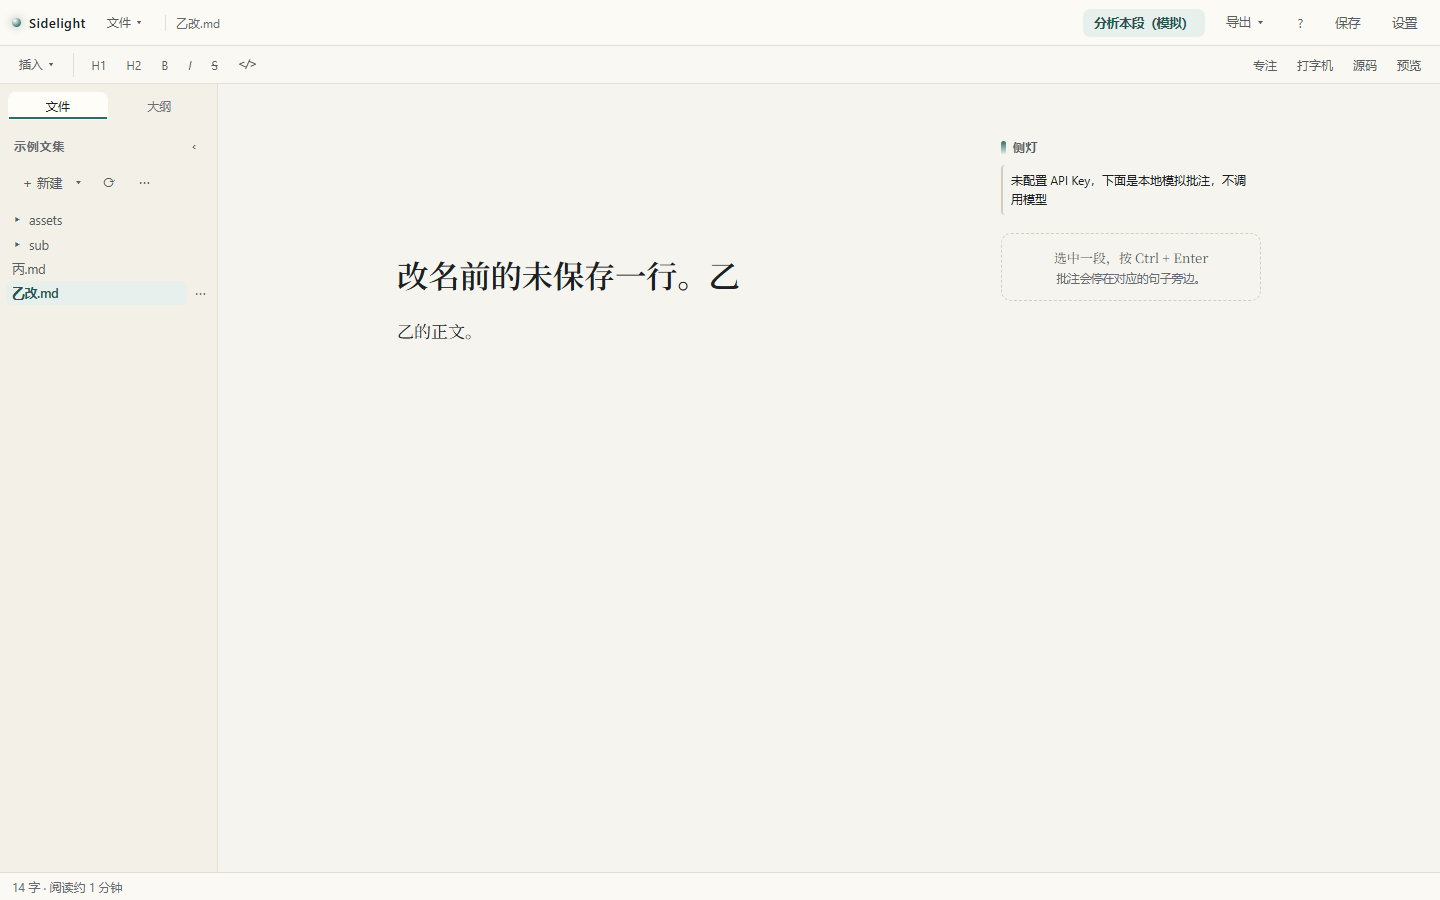 Sidelight 文件 乙改.md 分析本段（模拟） 导出 ? 保存 设置
插入 H1 H2 B I S </> 专注 打字机 源码 预览
文件 大纲
示例文集 ‹
+ 新建 ···
assets
sub
丙.md
乙改.md ···
改名前的未保存一行。乙
乙的正文。
侧灯
未配置 API Key，下面是本地模拟批注，不调
用模型
选中一段，按 Ctrl + Enter
批注会停在对应的句子旁边。
14 字 · 阅读约 1 分钟